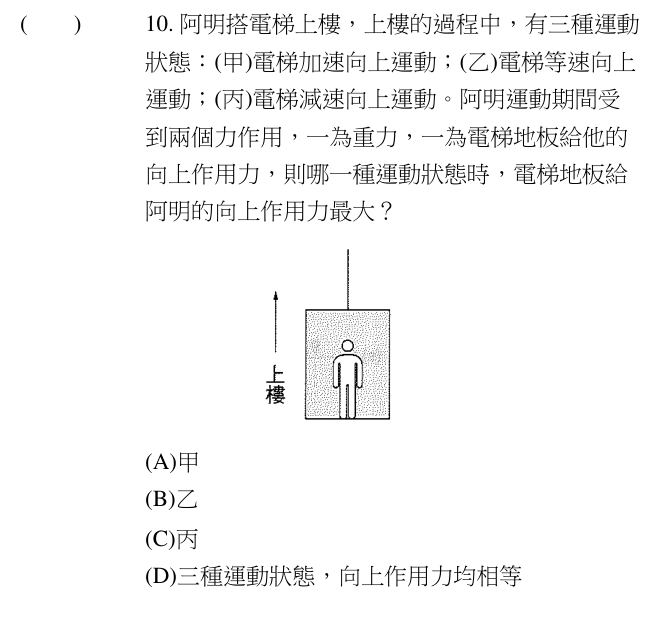 (　　) 10. 阿明搭電梯上樓，上樓的過程中，有三種運動
狀態：(甲)電梯加速向上運動；(乙)電梯等速向上
運動；(丙)電梯減速向上運動。阿明運動期間受
到兩個力作用，一為重力，一為電梯地板給他的
向上作用力，則哪一種運動狀態時，電梯地板給
阿明的向上作用力最大？
上樓
(A)甲
(B)乙
(C)丙
(D)三種運動狀態，向上作用力均相等